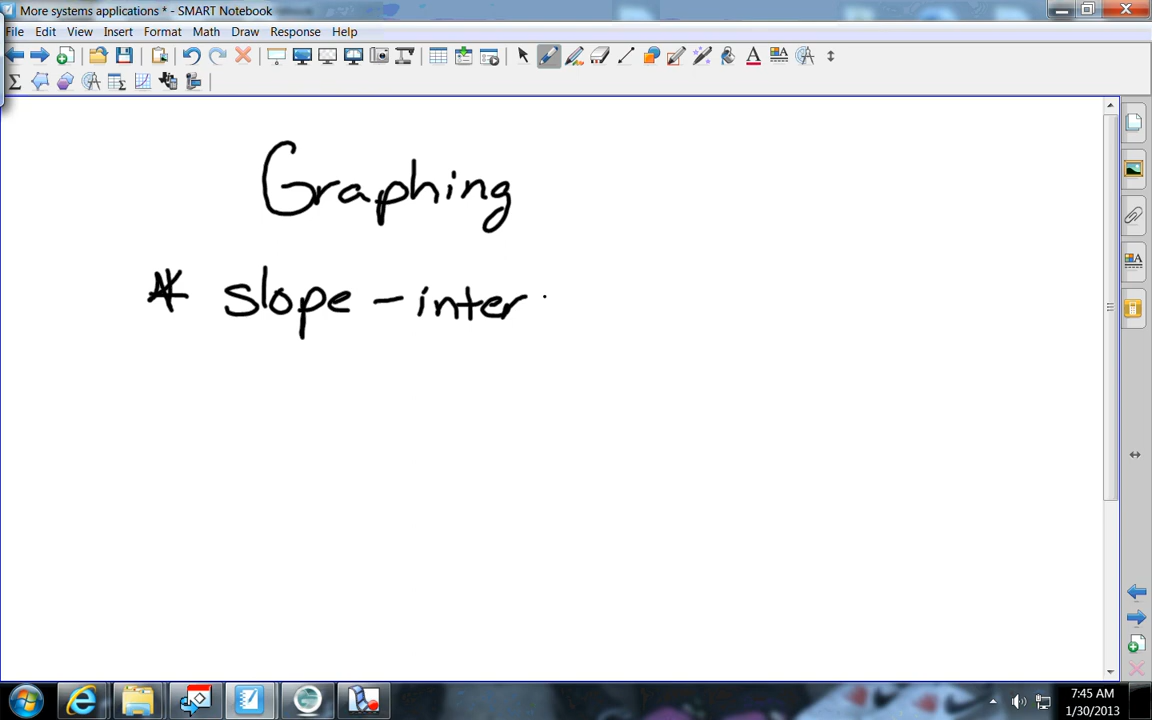 More systems applications * - SMART Notebook
File Edit View Insert Format Math Draw Response Help
Graphing
* slope - inter
7:45 AM
1/30/2013